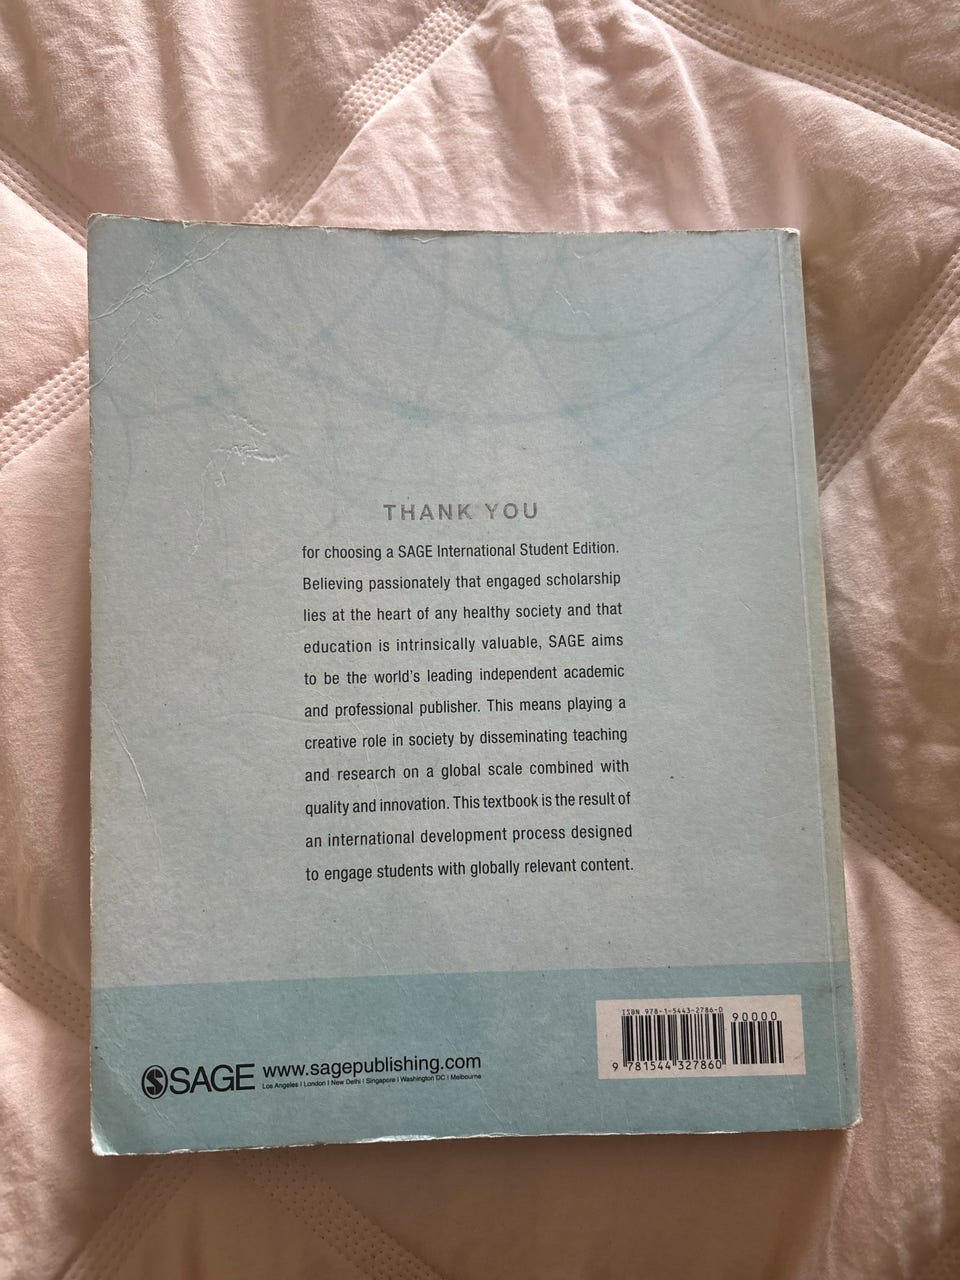 THANK YOU
for choosing a SAGE International Student Edition.
Believing passionately that engaged scholarship
lies at the heart of any healthy society and that
education is intrinsically valuable, SAGE aims
to be the world's leading independent academic
and professional publisher. This means playing a
creative role in society by disseminating teaching
and research on a global scale combined with
quality and innovation. This textbook is the result of
an international development process designed
to engage students with globally relevant content.
SAGE www.sagepublishing.com
Los Angeles | London | New Delhi | Singapore | Washington DC | Melbourne
ISBN 978-1-5443-2786-0
90000
9 781544 327860